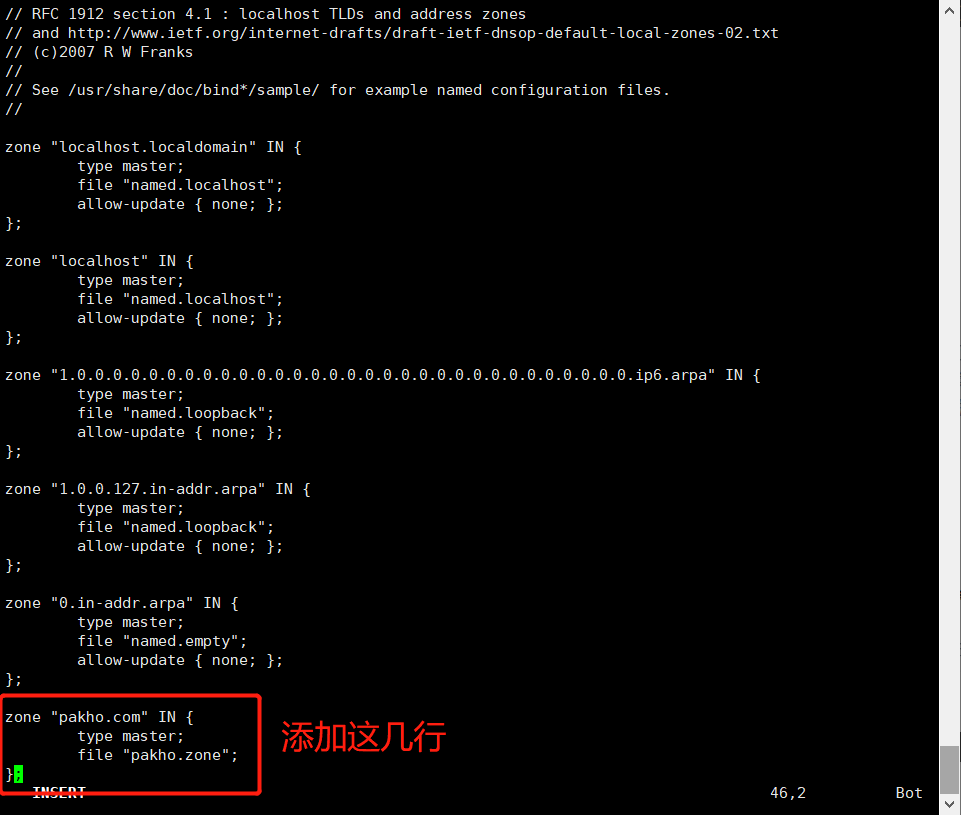 // RFC 1912 section 4.1 : localhost TLDs and address zones
// and http://www.ietf.org/internet-drafts/draft-ietf-dnsop-default-local-zones-02.txt
// (c)2007 R W Franks
//
// See /usr/share/doc/bind*/sample/ for example named configuration files.
//
zone "localhost.localdomain" IN {
        type master;
        file "named.localhost";
        allow-update { none; };
};
zone "localhost" IN {
        type master;
        file "named.localhost";
        allow-update { none; };
};
zone "1.0.0.0.0.0.0.0.0.0.0.0.0.0.0.0.0.0.0.0.0.0.0.0.0.0.0.0.0.0.0.0.ip6.arpa" IN {
        type master;
        file "named.loopback";
        allow-update { none; };
};
zone "1.0.0.127.in-addr.arpa" IN {
        type master;
        file "named.loopback";
        allow-update { none; };
};
zone "0.in-addr.arpa" IN {
        type master;
        file "named.empty";
        allow-update { none; };
};
zone "pakho.com" IN {
        type master;
        file "pakho.zone";
};
添加这几行
INSERT 46,2 Bot